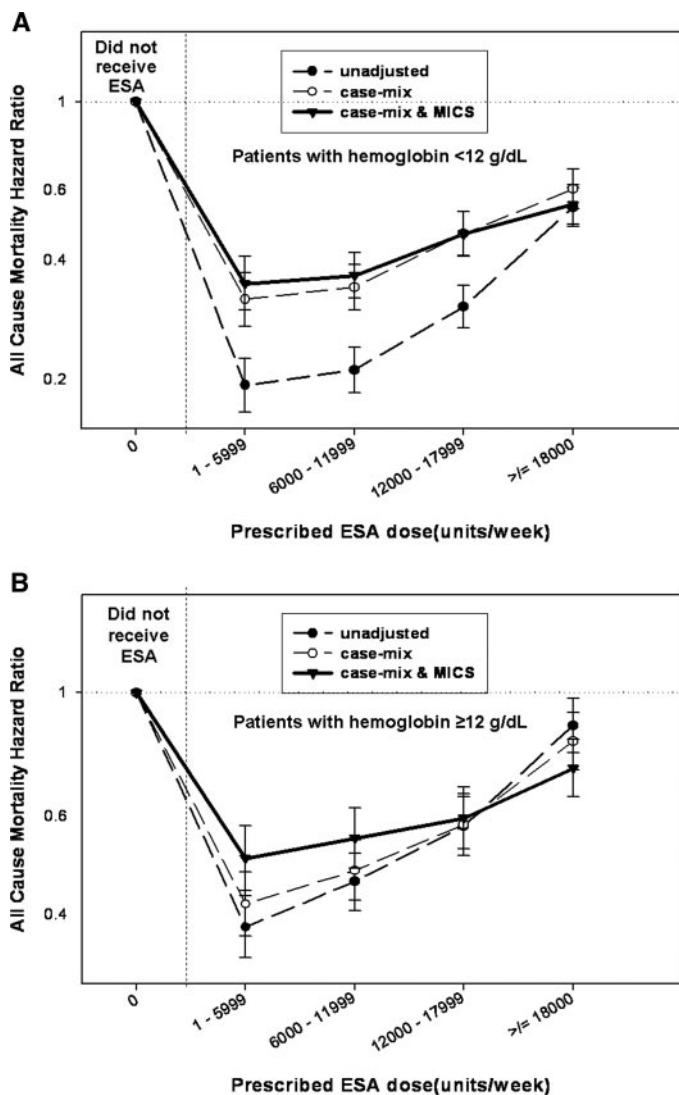 A
Did not
receive
ESA
unadjusted
case-mix
case-mix & MICS
Patients with hemoglobin <12 g/dL
All Cause Mortality Hazard Ratio
1
0.6
0.4
0.2
0
1 - 5999
6000 - 11999
12000 - 17999
>/= 18000
Prescribed ESA dose(units/week)
B
Did not
receive
ESA
unadjusted
case-mix
case-mix & MICS
Patients with hemoglobin ≥12 g/dL
All Cause Mortality Hazard Ratio
1
0.6
0.4
0
1 - 5999
6000 - 11999
12000 - 17999
>/= 18000
Prescribed ESA dose(units/week)